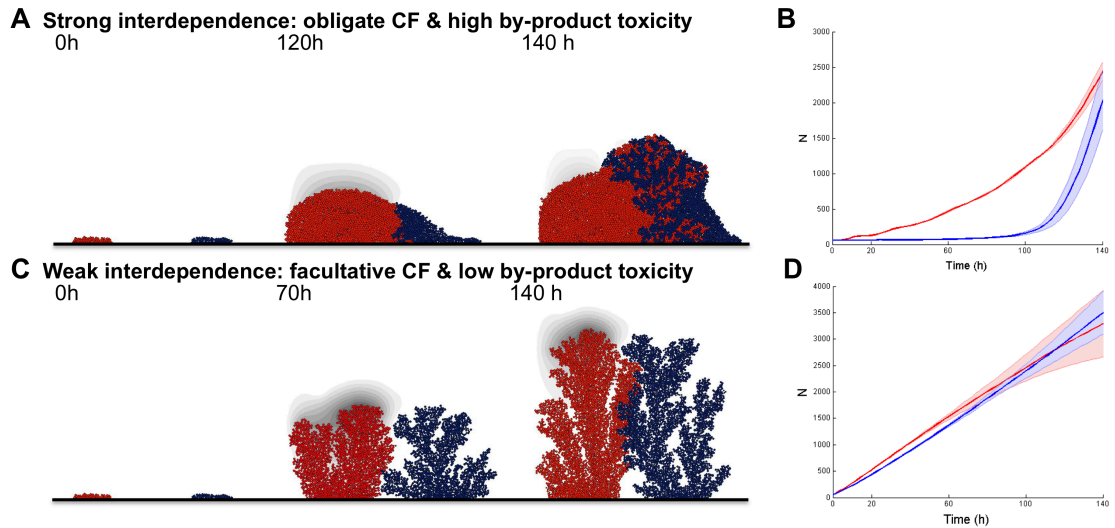 A Strong interdependence: obligate CF & high by-product toxicity
0h 120h 140 h
B
3000
2500
2000
1500
1000
500
0
N
0 20 60 100 140
Time (h)
C Weak interdependence: facultative CF & low by-product toxicity
0h 70h 140 h
D
4000
3500
3000
2500
2000
1500
1000
500
0
N
0 20 60 100 140
Time (h)